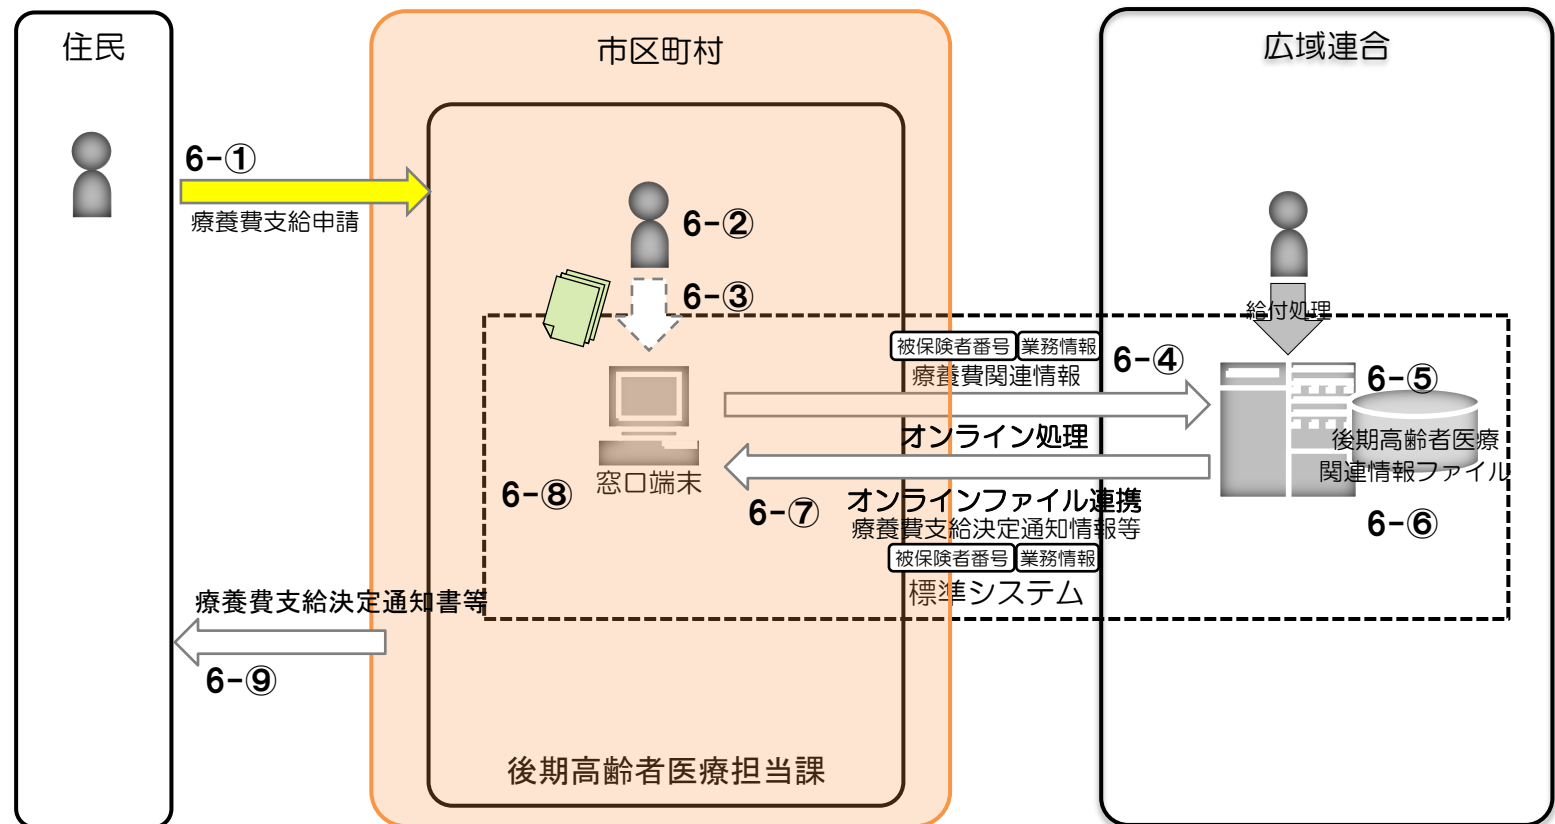 住民
市区町村
広域連合
6-①
療養費支給申請
6-②
6-③
給付処理
被保険者番号 業務情報
療養費関連情報
6-④
6-⑤
オンライン処理
後期高齢者医療
関連情報ファイル
窓口端末
6-⑧
6-⑦
オンラインファイル連携
療養費支給決定通知情報等
6-⑥
被保険者番号 業務情報
標準システム
療養費支給決定通知書等
6-⑨
後期高齢者医療担当課